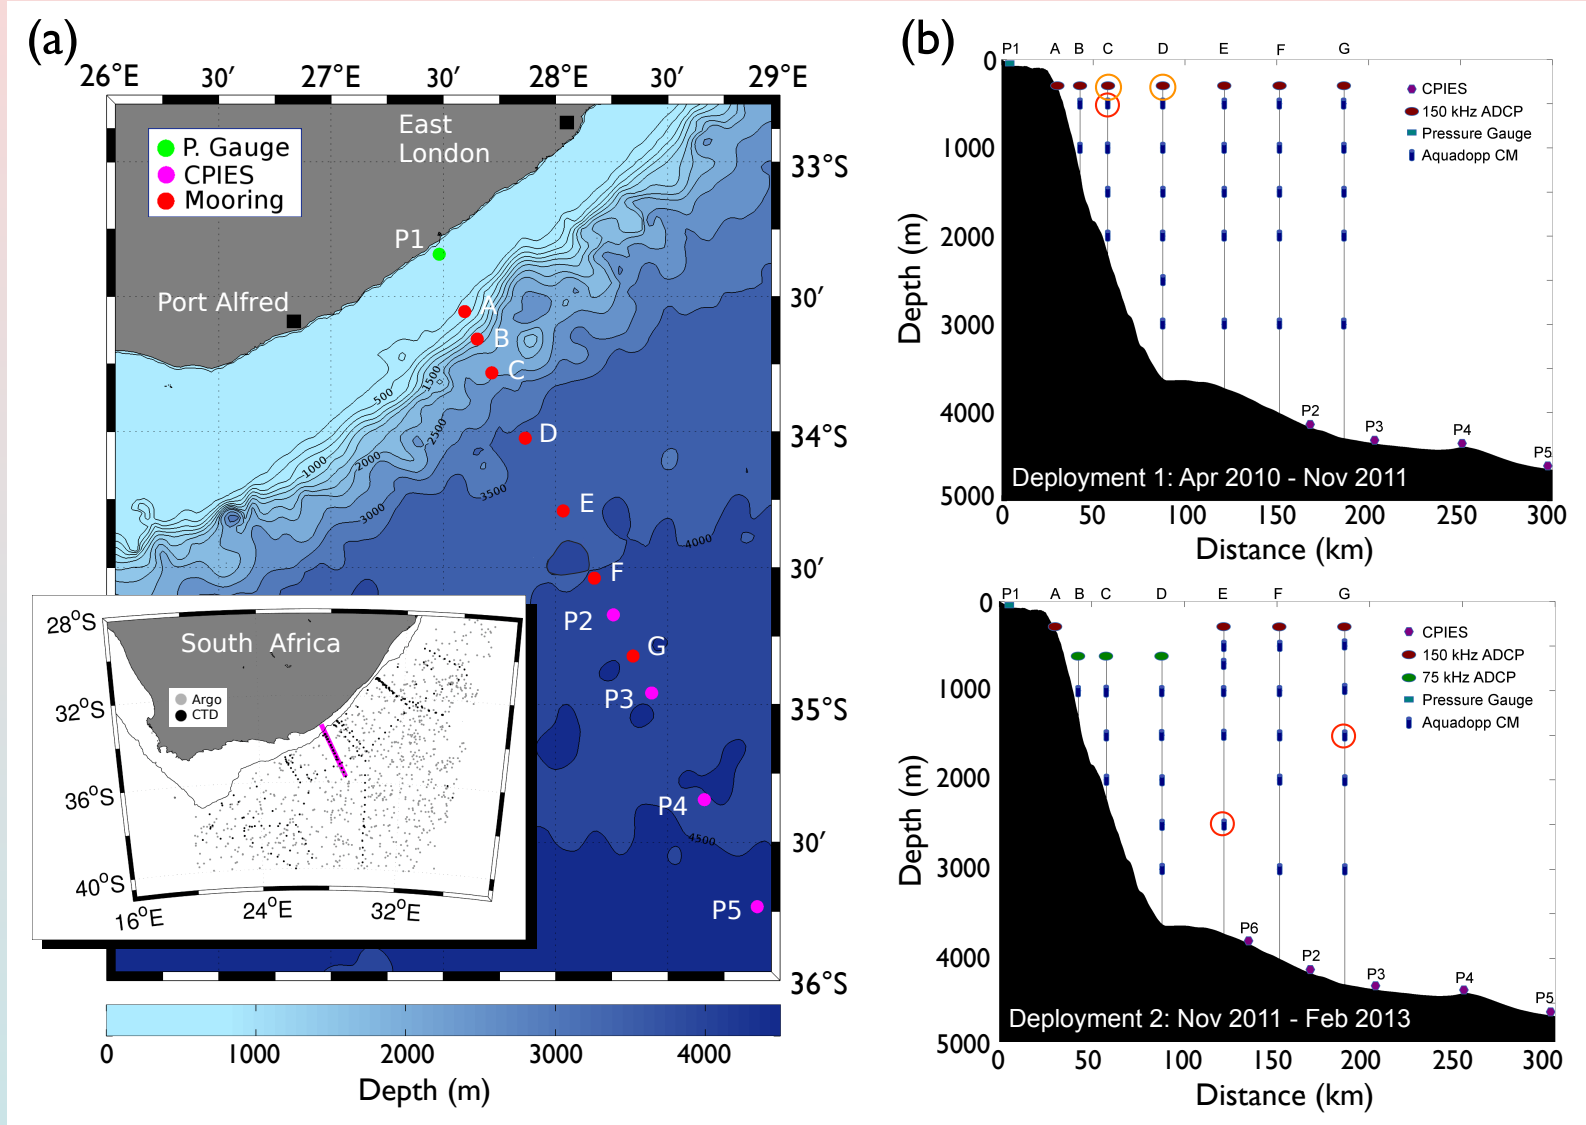 (a)
26°E 30′ 27°E 30′ 28°E 30′ 29°E
P. Gauge
CPIES
Mooring
East
London
Port Alfred
P1
A
B
C
D
E
F
P2
G
P3
P4
P5
500
1000
1500
2000
2500
3000
3500
4000
4500
33°S
30′
34°S
30′
35°S
30′
36°S
South Africa
Argo
CTD
28°S
32°S
36°S
40°S
16°E 24°E 32°E
0 1000 2000 3000 4000
Depth (m)
(b)
P1 A B C D E F G
0
1000
2000
3000
4000
5000
Depth (m)
CPIES
150 kHz ADCP
Pressure Gauge
Aquadopp CM
P2 P3 P4 P5
Deployment 1: Apr 2010 - Nov 2011
0 50 100 150 200 250 300
Distance (km)
P1 A B C D E F G
0
1000
2000
3000
4000
5000
Depth (m)
CPIES
150 kHz ADCP
75 kHz ADCP
Pressure Gauge
Aquadopp CM
P6 P2 P3 P4 P5
Deployment 2: Nov 2011 - Feb 2013
0 50 100 150 200 250 300
Distance (km)